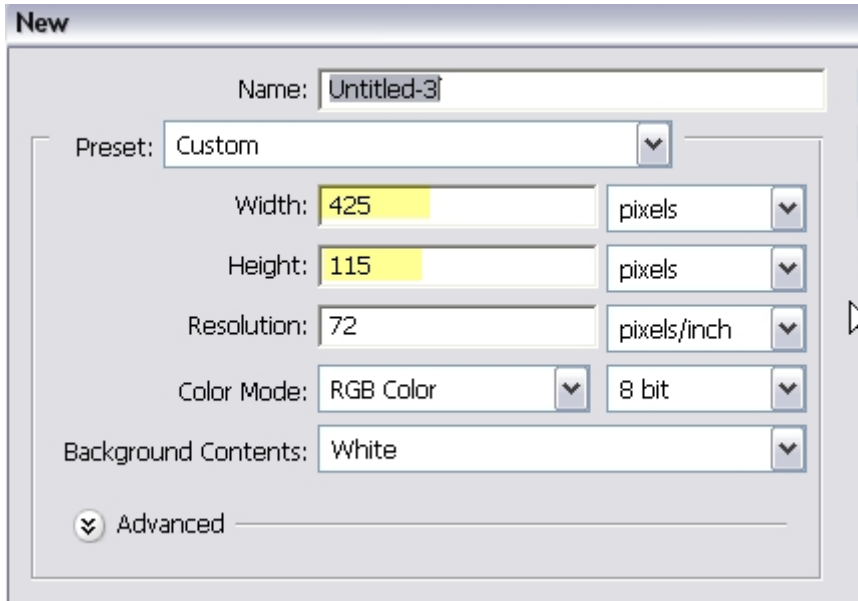 New
Name: Untitled-3
Preset: Custom
Width: 425 pixels
Height: 115 pixels
Resolution: 72 pixels/inch
Color Mode: RGB Color 8 bit
Background Contents: White
Advanced